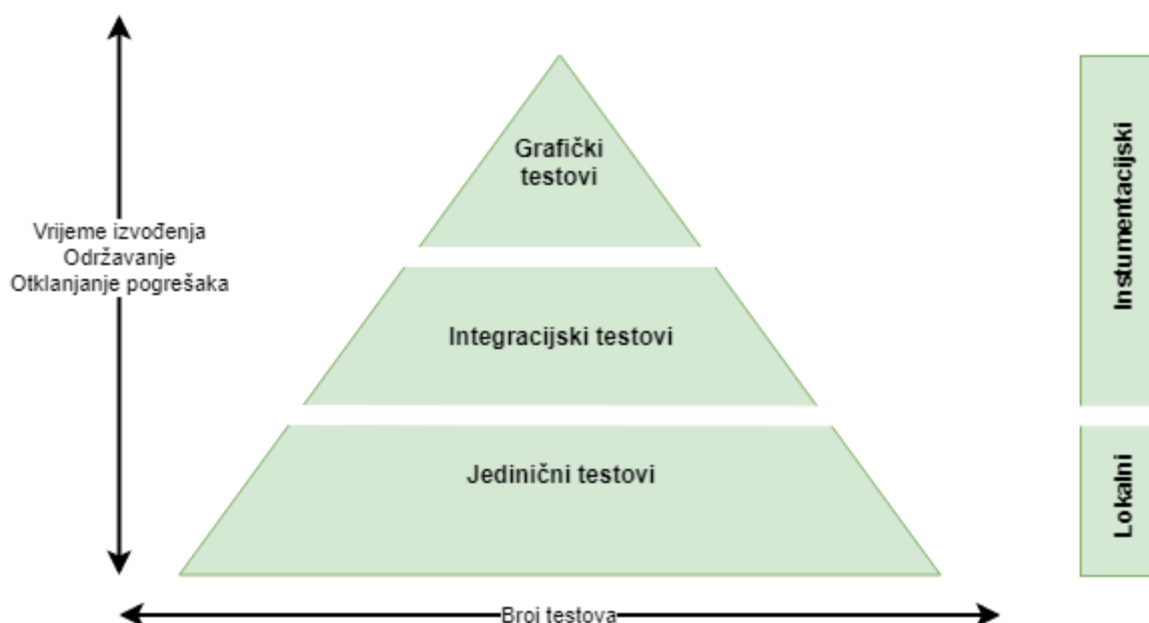 Grafički
testovi
Instumentacijski
Vrijeme izvođenja
Održavanje
Otklanjanje pogrešaka
Integracijski testovi
Jedinični testovi
Lokalni
Broj testova